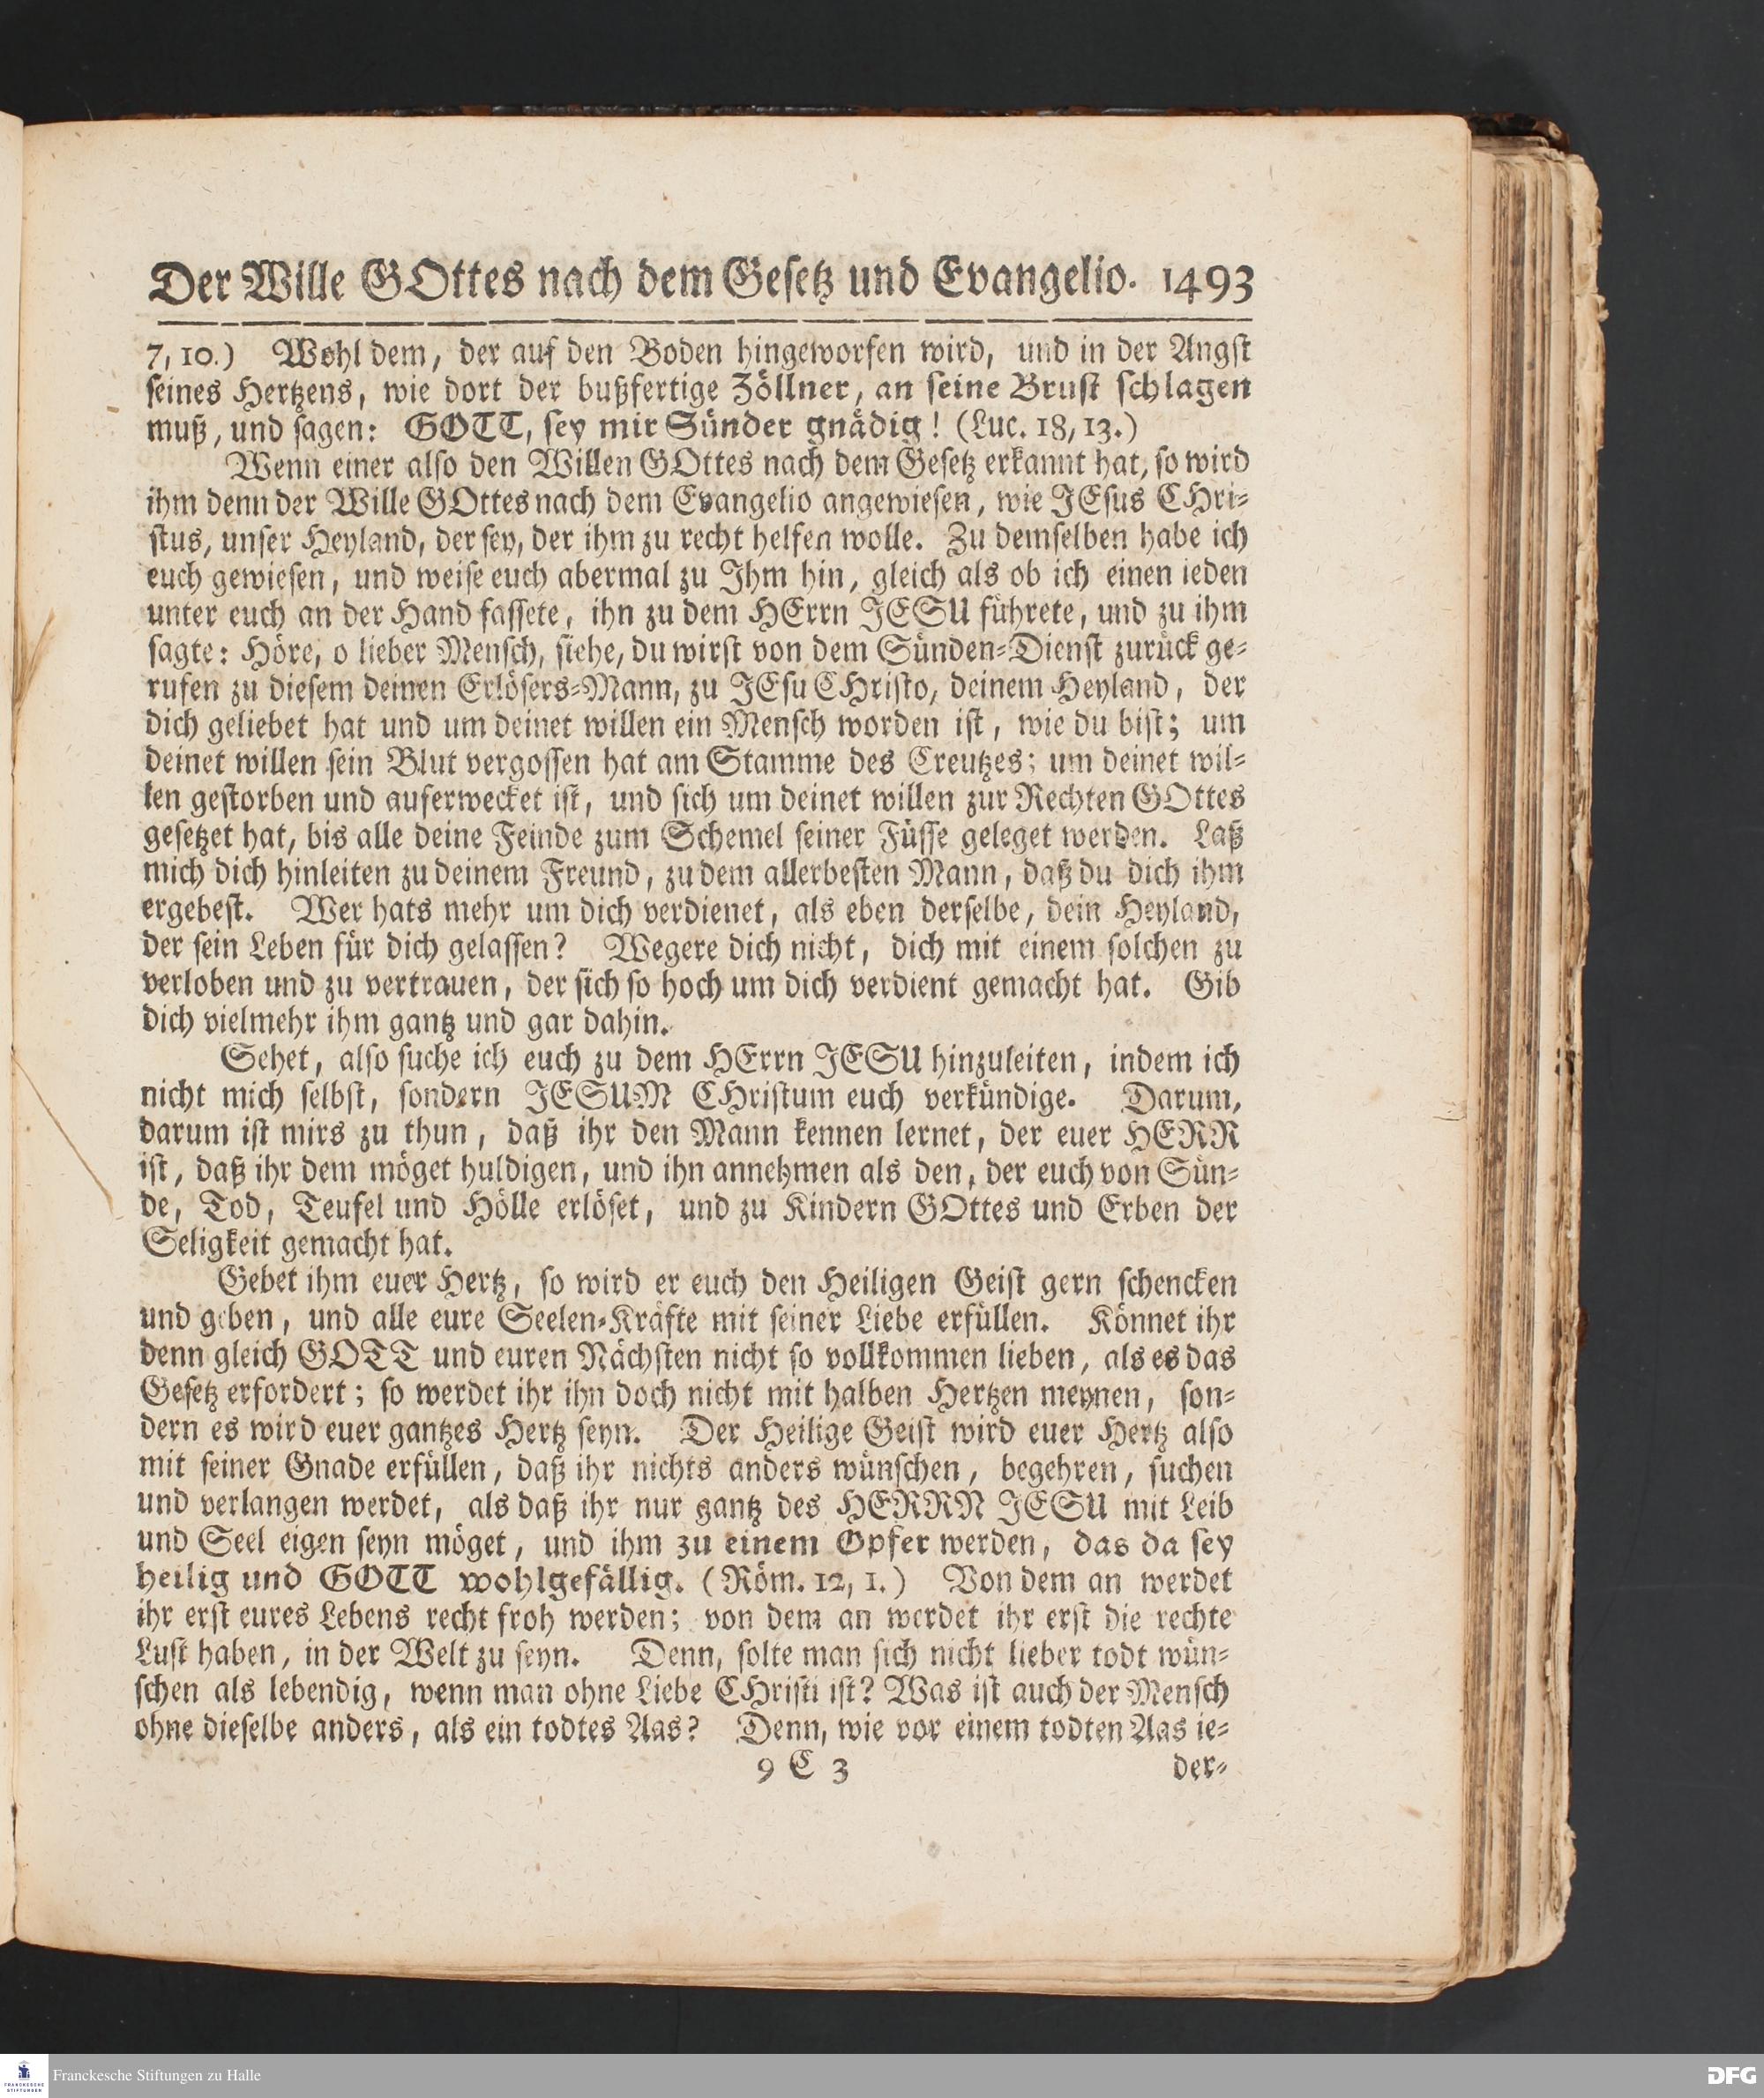 Der Wille GOttes nach dem Gesetz und Evangelio. 1493
7, 10.) Wohl dem, der auf den Boden hingeworfen wird, und in der Angst
seines Hertzens, wie dort der bußfertige Zöllner, an seine Brust schlagen
muß, und sagen: GOTT, sey mir Sünder gnädig! (Luc. 18, 13.)
Wenn einer also den Willen GOttes nach dem Gesetz erkannt hat, so wird
ihm denn der Wille GOttes nach dem Evangelio angewiesen, wie JEsus CHri-
stus, unser Heyland, der sey, der ihm zu recht helfen wolle. Zu demselben habe ich
euch gewiesen, und weise euch abermal zu Ihm hin, gleich als ob ich einen ieden
unter euch an der Hand fassete, ihn zu dem HErrn JESU führete, und zu ihm
sagte: Höre, o lieber Mensch, siehe, du wirst von dem Sünden-Dienst zurück ge-
rufen zu diesem deinen Erlösers-Mann, zu JEsu CHristo, deinem Heyland, der
dich geliebet hat und um deinet willen ein Mensch worden ist, wie du bist; um
deinet willen sein Blut vergossen hat am Stamme des Creutzes; um deinet wil-
len gestorben und auferwecket ist, und sich um deinet willen zur Rechten GOttes
gesetzet hat, bis alle deine Feinde zum Schemel seiner Füsse geleget werden. Laß
mich dich hinleiten zu deinem Freund, zu dem allerbesten Mann, daß du dich ihm
ergebest. Wer hats mehr um dich verdienet, als eben derselbe, dein Heyland,
der sein Leben für dich gelassen? Wegere dich nicht, dich mit einem solchen zu
verloben und zu vertrauen, der sich so hoch um dich verdient gemacht hat. Gib
dich vielmehr ihm gantz und gar dahin.
Sehet, also suche ich euch zu dem HErrn JESU hinzuleiten, indem ich
nicht mich selbst, sondern JESUM CHristum euch verkündige. Darum,
darum ist mirs zu thun, daß ihr den Mann kennen lernet, der euer HERR
ist, daß ihr dem möget huldigen, und ihn annehmen als den, der euch von Sün-
de, Tod, Teufel und Hölle erlöset, und zu Kindern GOttes und Erben der
Seligkeit gemacht hat.
Gebet ihm euer Hertz, so wird er euch den Heiligen Geist gern schencken
und geben, und alle eure Seelen-Kräfte mit seiner Liebe erfüllen. Könnet ihr
denn gleich GOTT und euren Nächsten nicht so vollkommen lieben, als es das
Gesetz erfordert; so werdet ihr ihn doch nicht mit halben Hertzen meynen, son-
dern es wird euer gantzes Hertz seyn. Der Heilige Geist wird euer Hertz also
mit seiner Gnade erfüllen, daß ihr nichts anders wünschen, begehren, suchen
und verlangen werdet, als daß ihr nur gantz des HERRN JESU mit Leib
und Seel eigen seyn möget, und ihm zu einem Opfer werden, das da sey
heilig und GOTT wohlgefällig. (Röm. 12, 1.) Von dem an werdet
ihr erst eures Lebens recht froh werden; von dem an werdet ihr erst die rechte
Lust haben, in der Welt zu seyn. Denn, solte man sich nicht lieber todt wün-
schen als lebendig, wenn man ohne Liebe CHristi ist? Was ist auch der Mensch
ohne dieselbe anders, als ein todtes Aas? Denn, wie vor einem todten Aas ie-
9 C 3 der-
FRANCKESCHE STIFTUNGEN
Franckesche Stiftungen zu Halle
DFG